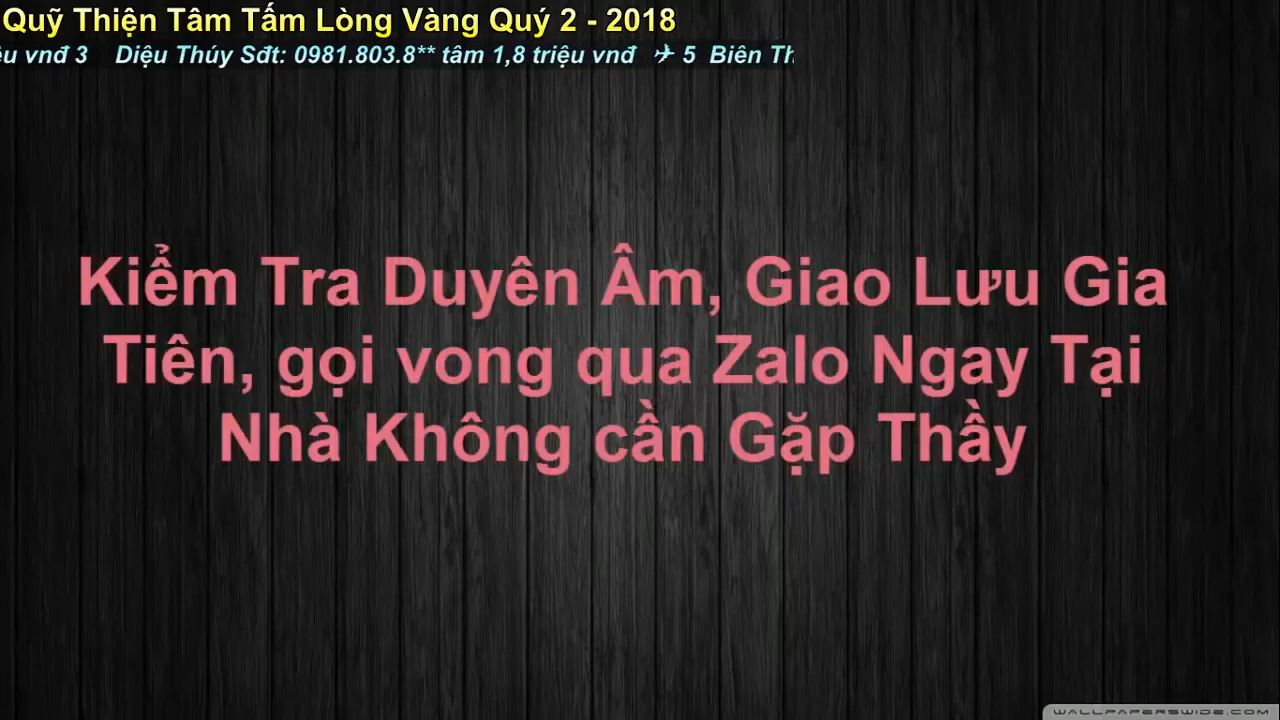 Quỹ Thiện Tâm Tấm Lòng Vàng Quý 2 - 2018
vnđ 3 Diệu Thúy Sđt: 0981.803.8** tâm 1,8 triệu vnđ ✈ 5 Biên
Kiểm Tra Duyên Âm, Giao Lưu Gia
Tiên, gọi vong qua Zalo Ngay Tại
Nhà Không cần Gặp Thầy
WALLPAPERSWIDE.COM